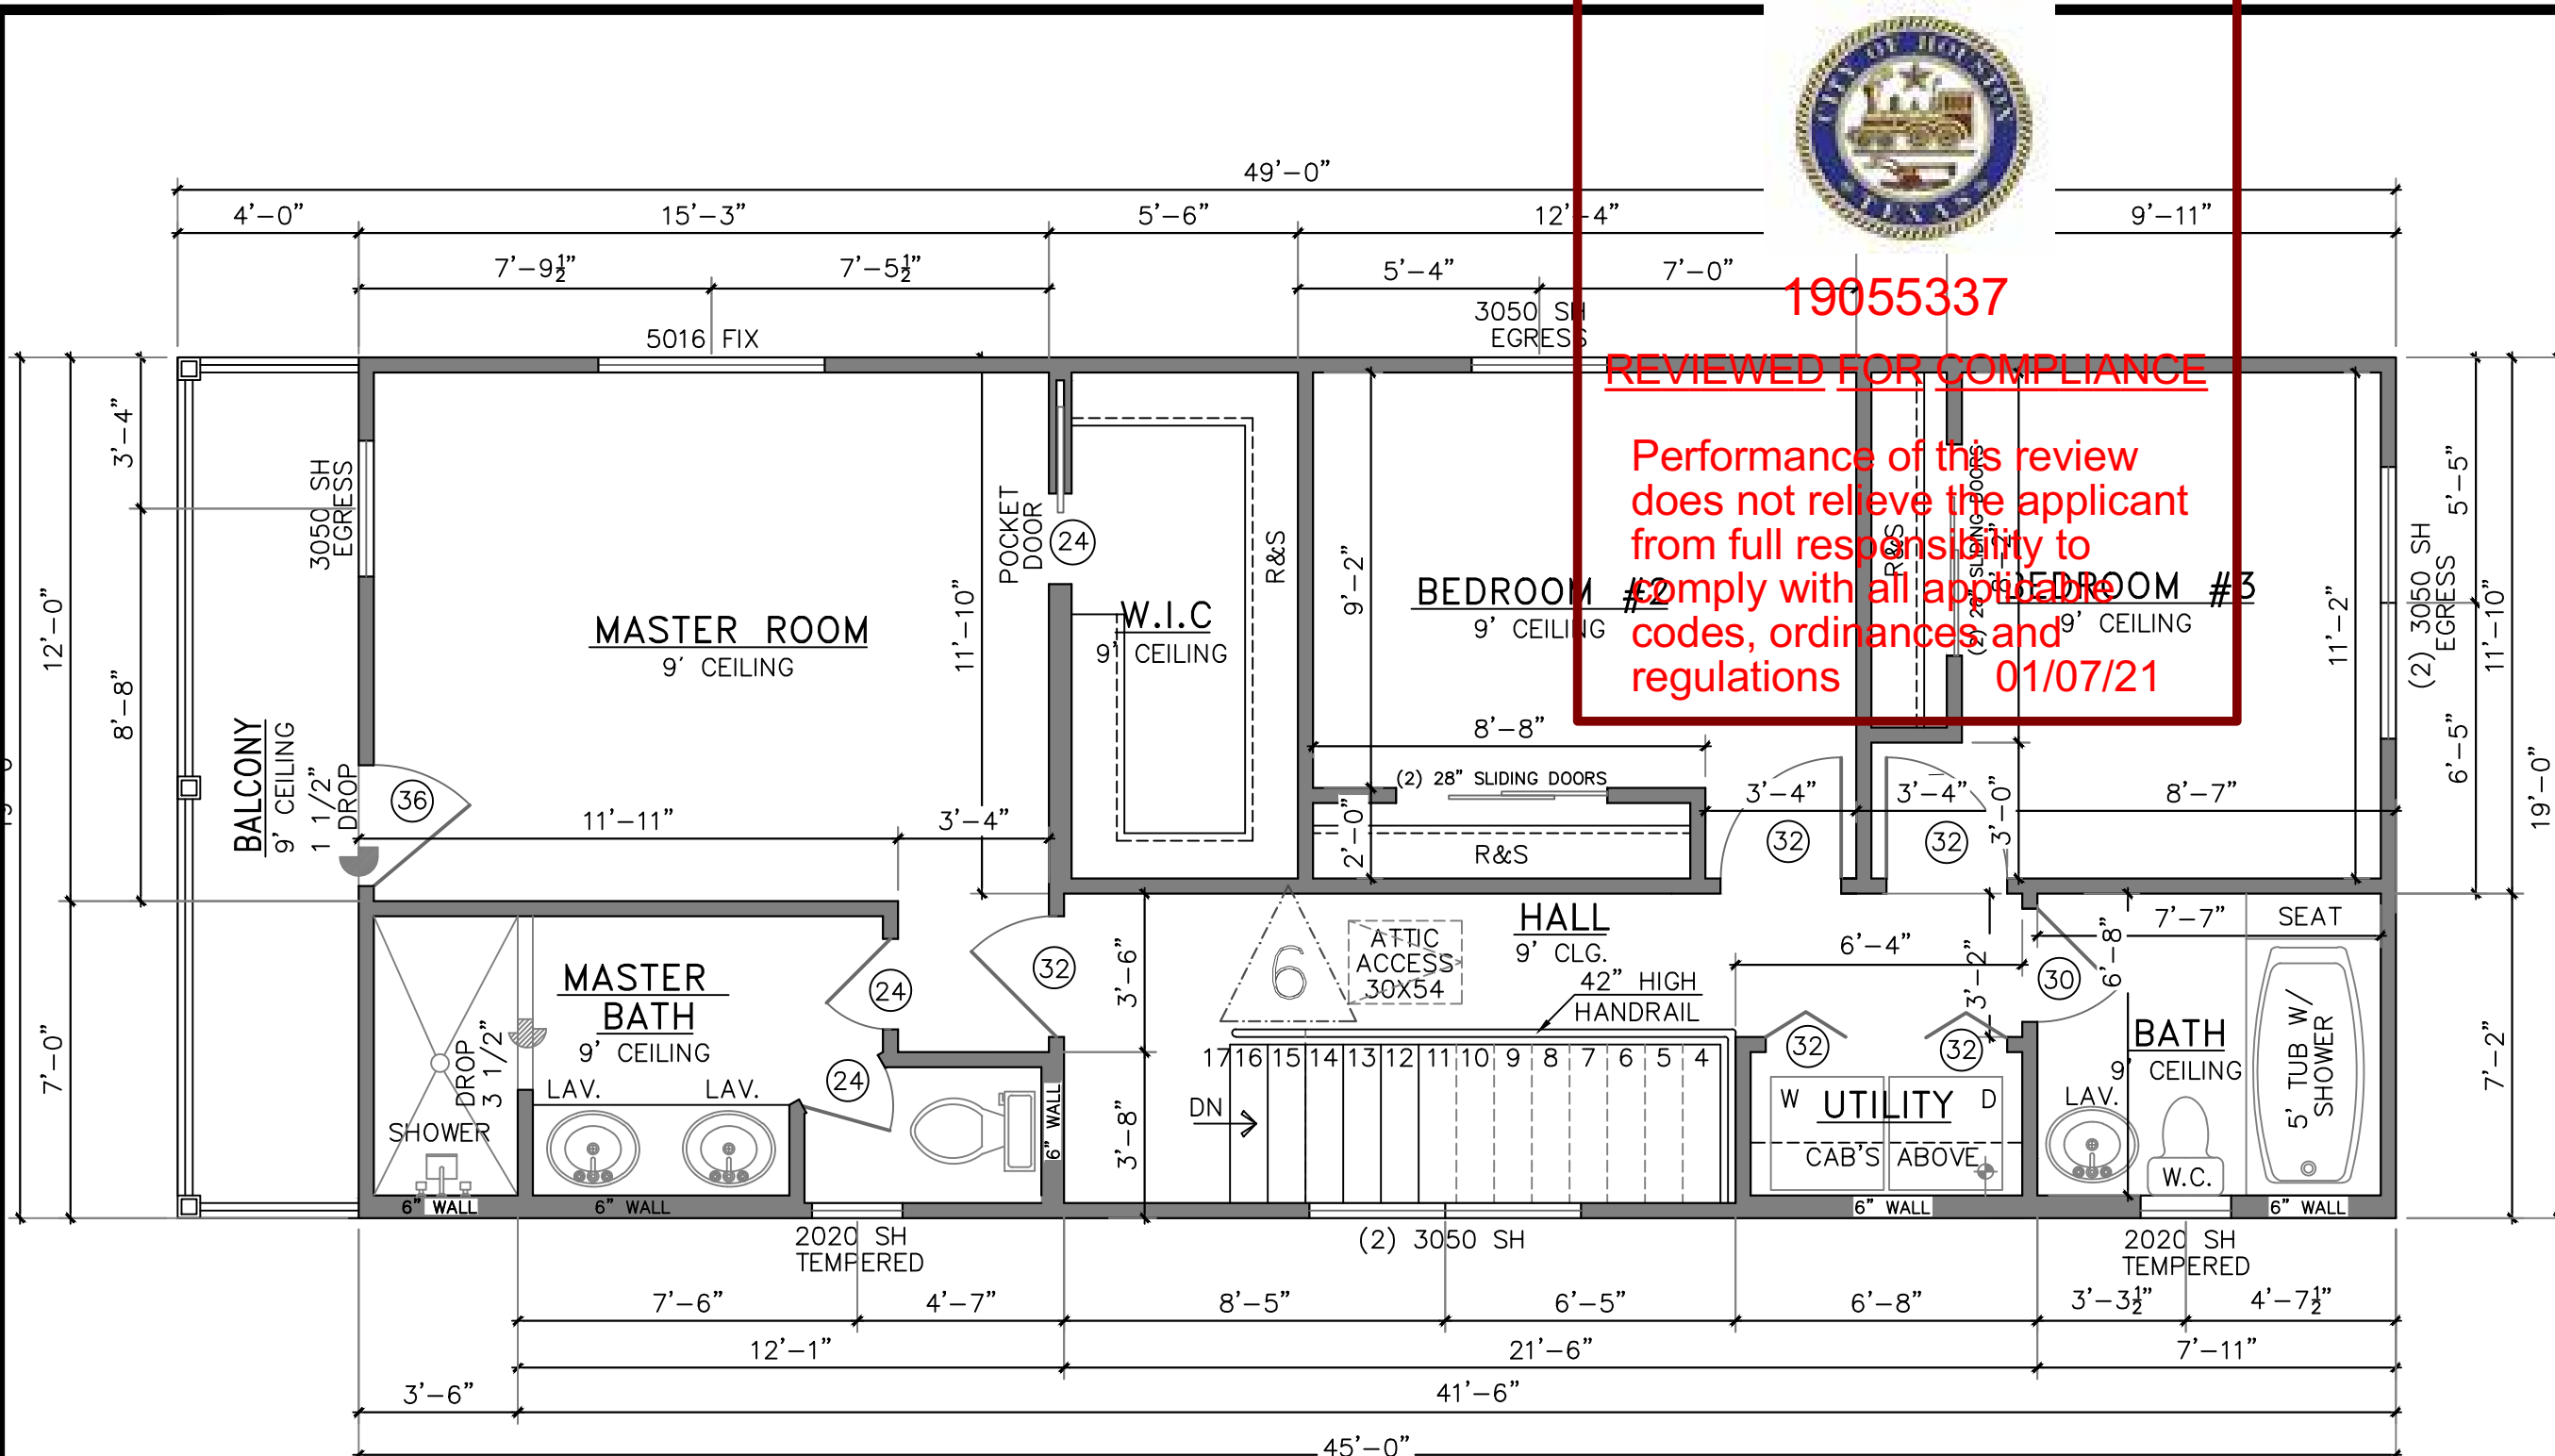 CITY OF HOUSTON
TEXAS
49'-0"
4'-0"
15'-3"
5'-6"
12'-4"
9'-11"
7'-9½"
7'-5½"
5'-4"
7'-0"
19055337
5016 FIX
3050 SH
EGRESS
REVIEWED FOR COMPLIANCE
Performance of this review
does not relieve the applicant
from full responsibility to
comply with all applicable
codes, ordinances and
regulations 01/07/21
3'-4"
12'-0"
8'-8"
7'-0"
3050 SH
EGRESS
BALCONY
9' CEILING
1 1/2"
DROP
36
MASTER ROOM
9' CEILING
11'-10"
POCKET
DOOR
24
W.I.C
9' CEILING
R&S
9'-2"
BEDROOM #2
9' CEILING
R&S
(2) 28" SLIDING DOORS
BEDROOM #3
9' CEILING
11'-2"
(2) 3050 SH
EGRESS
5'-5"
11'-10"
6'-5"
19'-0"
7'-2"
8'-8"
(2) 28" SLIDING DOORS
2'-0"
R&S
3'-4"
3'-4"
3'-0"
8'-7"
32
32
11'-11"
3'-4"
MASTER
BATH
9' CEILING
24
32
24
DROP
3 1/2"
SHOWER
LAV.
LAV.
6" WALL
6" WALL
6" WALL
3'-6"
3'-8"
6
ATTIC
ACCESS
30X54
HALL
9' CLG.
42" HIGH
HANDRAIL
17 16 15 14 13 12 11 10 9 8 7 6 5 4
DN
6'-4"
3'-2"
32
32
W
UTILITY
D
CAB'S ABOVE
6" WALL
30
7'-7"
SEAT
6'-8"
BATH
9' CEILING
LAV.
W.C.
5' TUB W/
SHOWER
6" WALL
2020 SH
TEMPERED
(2) 3050 SH
2020 SH
TEMPERED
7'-6"
4'-7"
8'-5"
6'-5"
6'-8"
3'-3½"
4'-7½"
12'-1"
21'-6"
7'-11"
3'-6"
41'-6"
45'-0"